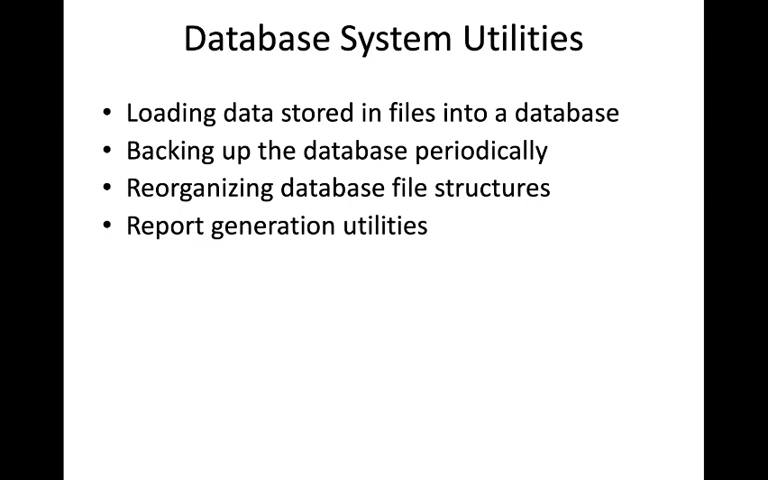 Database System Utilities
• Loading data stored in files into a database
• Backing up the database periodically
• Reorganizing database file structures
• Report generation utilities